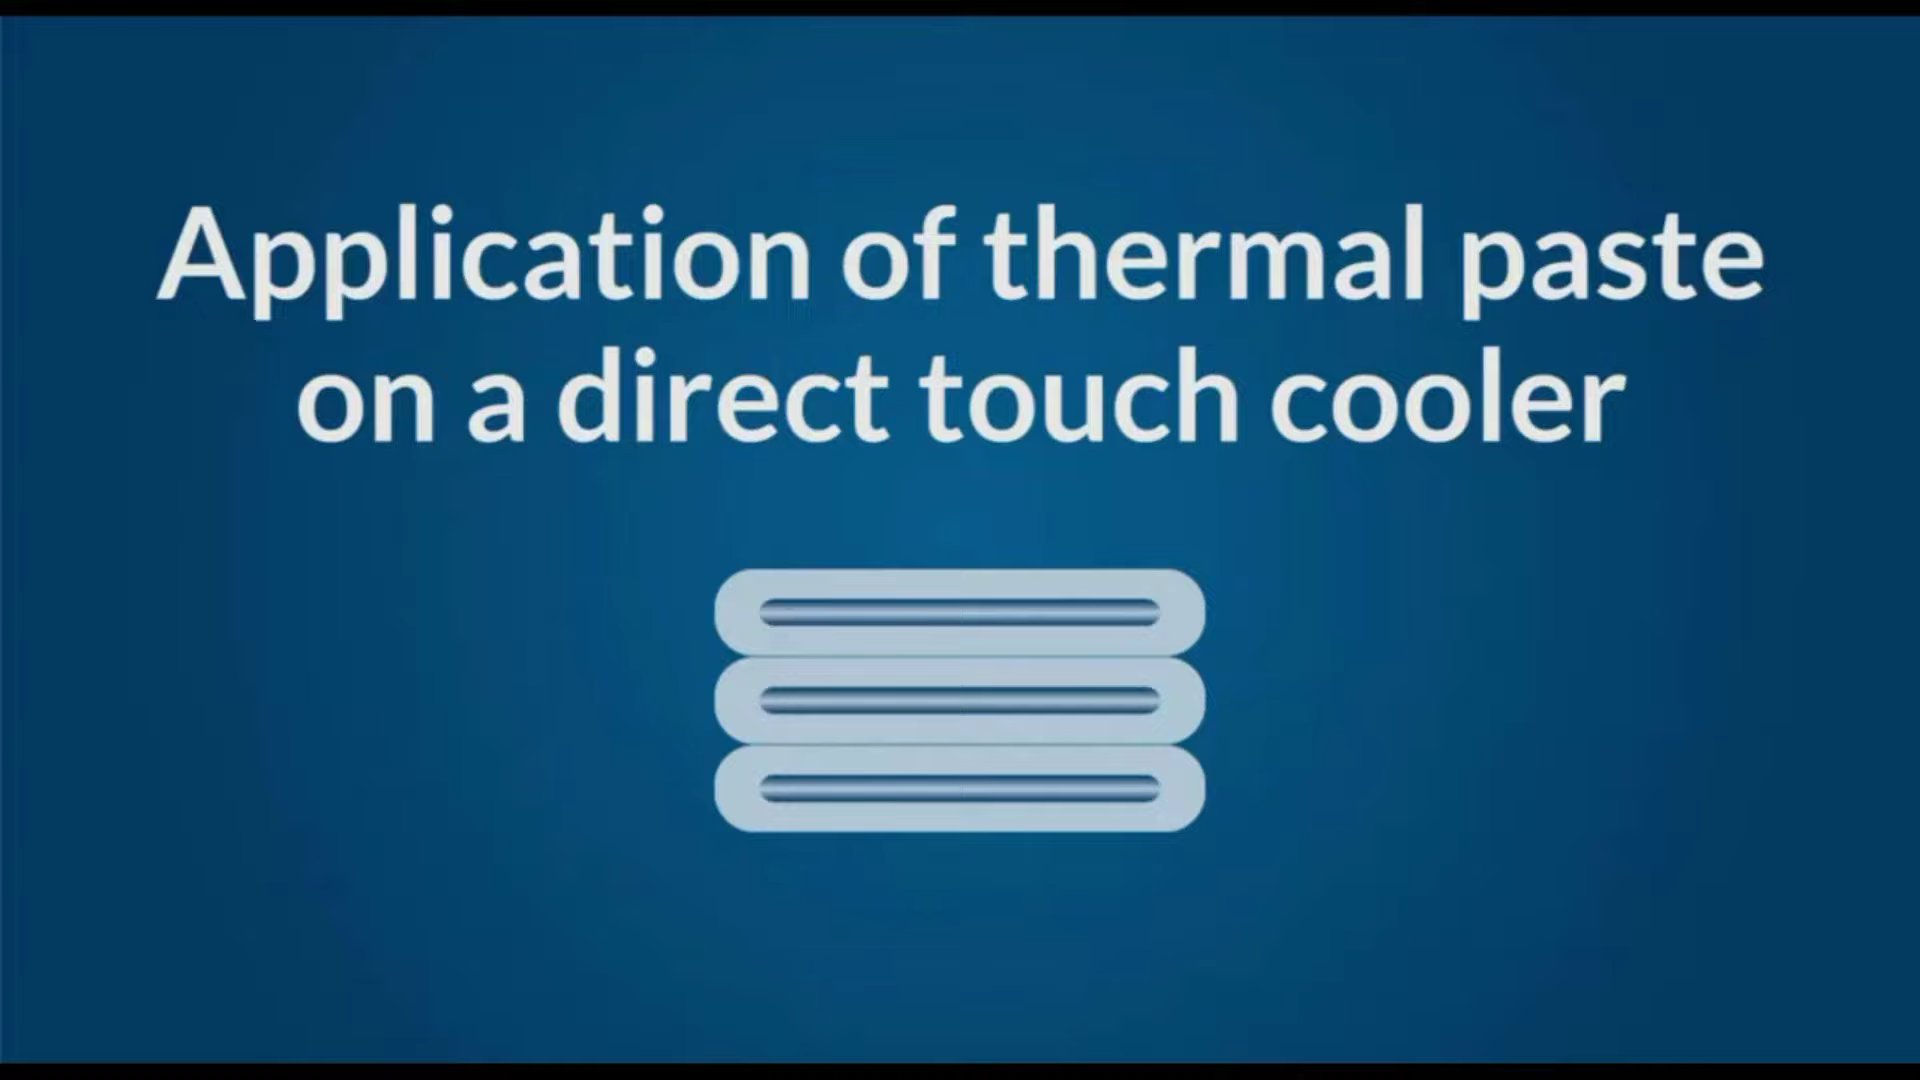 Application of thermal paste
on a direct touch cooler